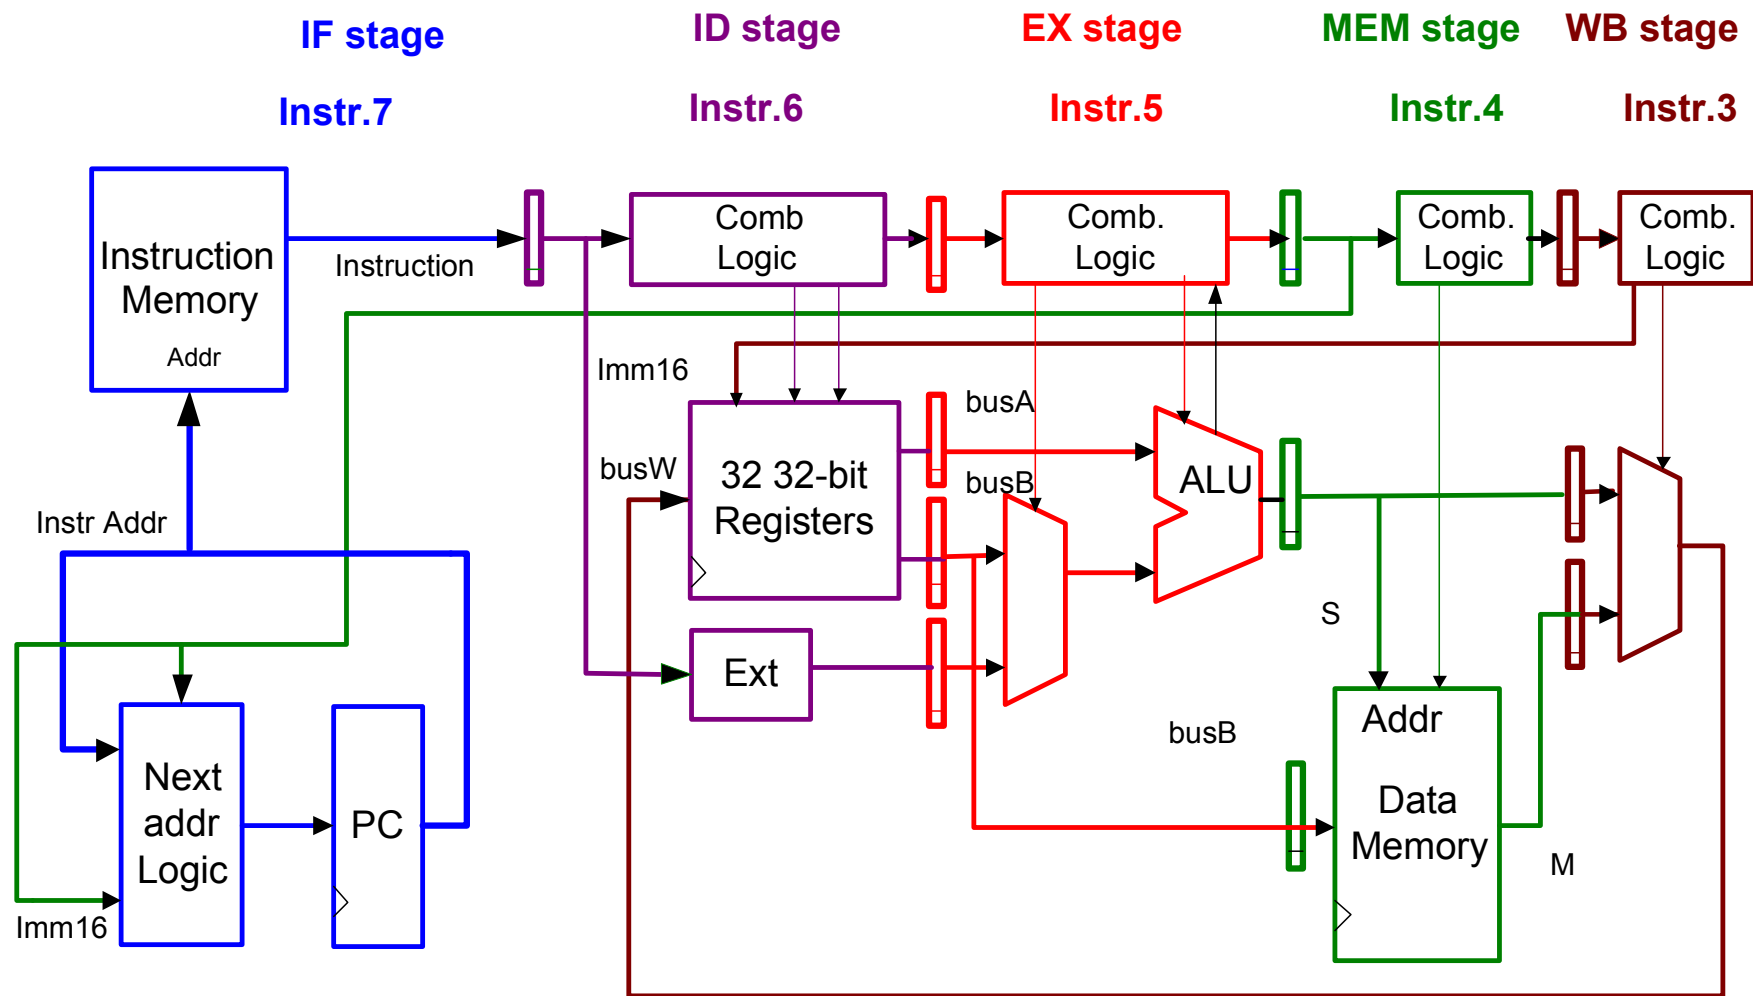 IF stage
ID stage
EX stage
MEM stage
WB stage
Instr.7
Instr.6
Instr.5
Instr.4
Instr.3
Instruction
Memory
Addr
Instruction
Comb
Logic
Comb.
Logic
Comb.
Logic
Comb.
Logic
Imm16
busA
busW
busB
32 32-bit
Registers
ALU
Instr Addr
S
Ext
busB
Addr
Data
Memory
M
Next
addr
Logic
PC
Imm16